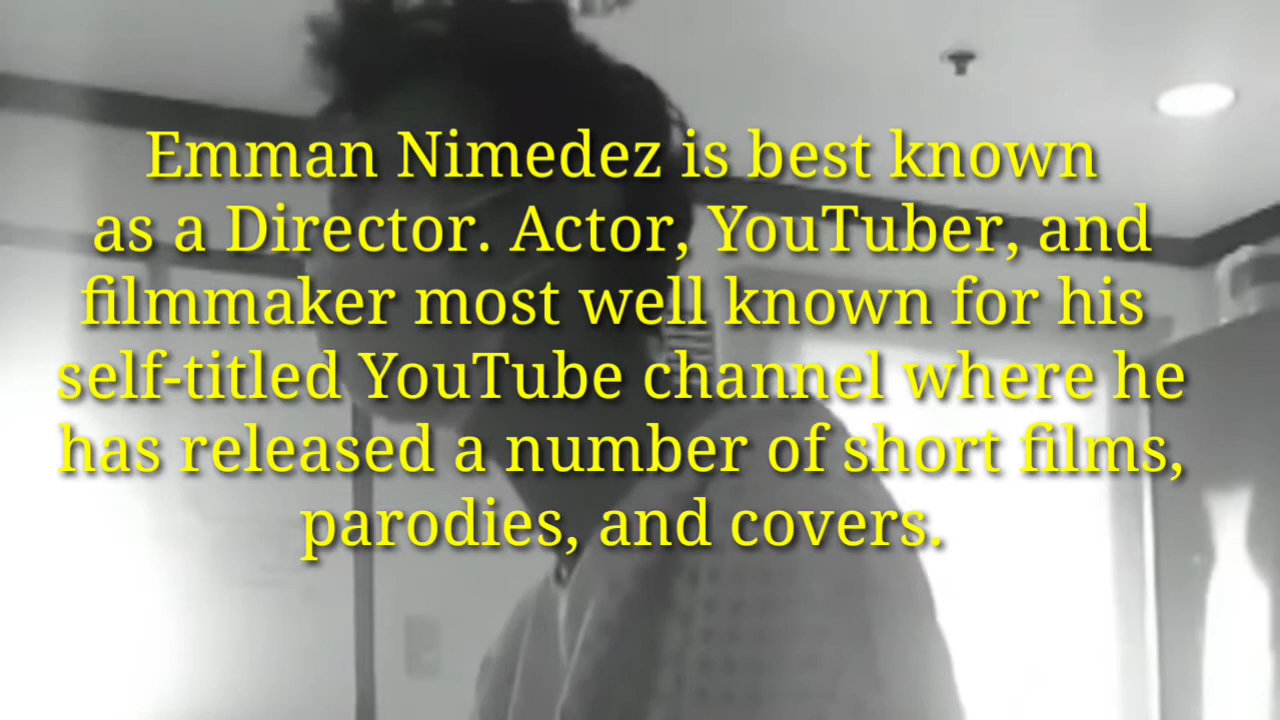 Emman Nimedez is best known
as a Director. Actor, YouTuber, and
filmmaker most well known for his
self-titled YouTube channel where he
has released a number of short films,
parodies, and covers.